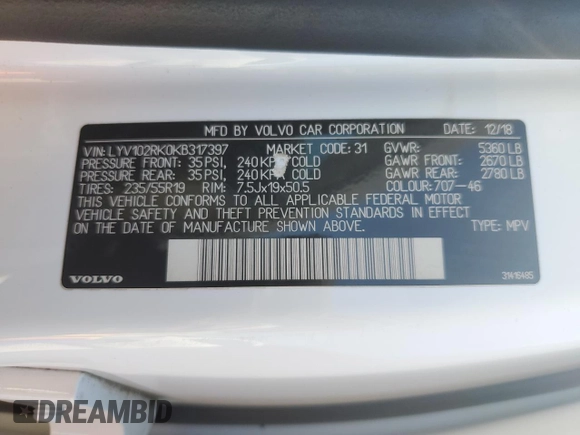 MFD BY VOLVO CAR CORPORATION DATE: 12/18
VIN: LYV102RK0KB317397 MARKET CODE: 31 GVWR: 5360 LB
PRESSURE FRONT: 35 PSI, 240 KPA COLD GAWR FRONT: 2670 LB
PRESSURE REAR: 35 PSI, 240 KPA COLD GAWR REAR: 2780 LB
TIRES: 235/55R19 RIM: 7.5Jx19x50.5 COLOUR: 707-46
THIS VEHICLE CONFORMS TO ALL APPLICABLE FEDERAL MOTOR
VEHICLE SAFETY AND THEFT PREVENTION STANDARDS IN EFFECT
ON THE DATE OF MANUFACTURE SHOWN ABOVE. TYPE: MPV
VOLVO 31416485
DREAMBID